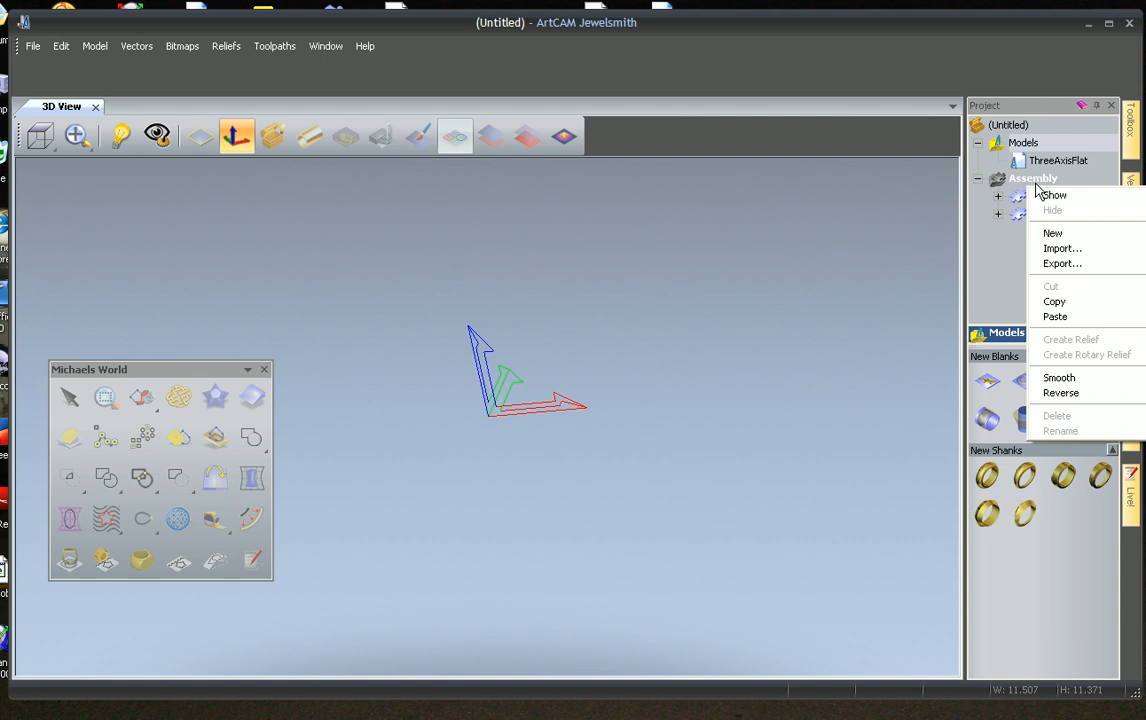 (Untitled) - ArtCAM Jewelsmith
File Edit Model Vectors Bitmaps Reliefs Toolpaths Window Help
3D View
Project
Toolbox
(Untitled)
Models
ThreeAxisFlat
Assembly
Show
Hide
New
Import...
Export...
Cut
Copy
Paste
Create Relief
Create Rotary Relief
Smooth
Reverse
Delete
Rename
Models
New Blanks
New Shanks
Live!
Michaels World
W: 11.507 H: 11.371